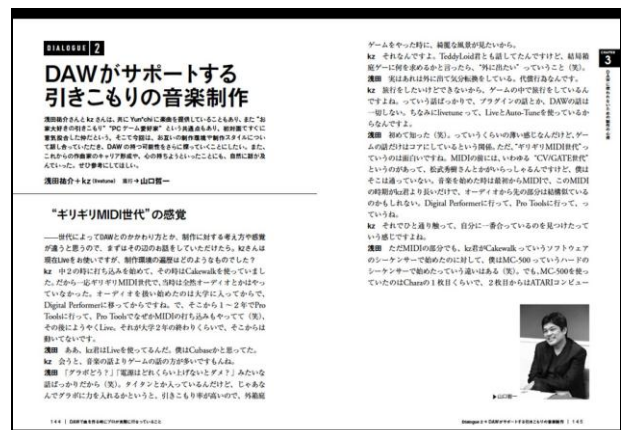 DIALOGUE 2
DAWがサポートする
引きこもりの音楽制作
浅田祐介さんとkzさんは、共にYun*chiに楽曲を提供していることもあり、また“お
家大好きの引きこもり”“PCゲーム愛好家”という共通点もあり、初対面ですぐに
意気投合した仲だという。そこで今回は、お互いの制作環境や制作スタイルについ
て話し合っていただき、DAWの持つ可能性をさらに探っていくことにしたい。また、
これからの作曲家のキャリア形成や、心の持ちようといったことにも、自然に話が及
んでいった。ぜひ参考にしてほしい。
浅田祐介＋kz(livetune) 進行➔山口哲一
“ギリギリMIDI世代”の感覚
――世代によってDAWとのかかわり方とか、制作に対する考え方や感覚
が違うと思うので、まずはその辺のお話をしていただけたら。kzさんは
現在Liveをお使いですが、制作環境の遍歴はどのようなものでした？
kz 中2の時に打ち込みを始めて、その時はCakewalkを使っていまし
た。だから一応ギリギリMIDI世代で、当時は全然オーディオとかはやっ
ていなかった。オーディオを扱い始めたのは大学に入ってからで、
Digital Performerに移ってからですね。で、そこから1〜2年でPro
Toolsに行って、Pro ToolsでなぜかMIDIの打ち込みもやってて（笑）、
その後にようやくLive。それが大学2年の終わりくらいで、そこからは
動いてないです。
浅田 ああ、kz君はLiveを使ってるんだ。僕はCubaseかと思ってた。
kz 会うと、音楽の話よりゲームの話の方が多いですもんね。
浅田 「グラボどう？」「電源はどれくらい上げないとダメ？」みたいな
話ばっかりだから（笑）。タイタンとか入っているんだけど、じゃあな
んでグラボに力を入れるかというと、引きこもり率が高いので、外箱庭
144 | DAWで曲を作る時にプロが実際に行っていること
ゲームをやった時に、綺麗な風景が見たいから。
kz それなんですよ。TeddyLoid君とも話してたんですけど、結局箱
庭ゲーに何を求めるかと言ったら、“外に出たい”っていうこと（笑）。
浅田 実はあれは外に出て気分転換をしている。代償行為なんです。
kz 旅行をしたいけどできないから、ゲームの中で旅行をしているん
ですよね。っていう話ばっかりで、プラグインの話とか、DAWの話は
一切しない。ちなみにlivetuneって、LiveとAuto-Tuneを使っているか
らなんですよ。
浅田 初めて知った（笑）。っていうくらいの薄い感じなんだけど、ゲー
ムの話だけはコアにしているという関係。ただ、“ギリギリMIDI世代”っ
ていうのは面白いですね。MIDIの前には、いわゆる“CV/GATE世代”
というのがあって、松武秀樹さんとかがいらっしゃるんですけど、僕は
そこは通っていない。音楽を始めた時は最初からMIDIで、このMIDI
の時期がkz君より長いだけで、オーディオから先の部分は結構似ている
のかもしれない。Digital Performerに行って、Pro Toolsに行って、っ
ていうね。
kz それでひと通り触って、自分に一番合っているのを見つけたって
いう感じですよね。
浅田 ただMIDIの部分でも、kz君がCakewalkっていうソフトウェア
のシーケンサーで始めたのに対して、僕はMC-500っていうハードの
シーケンサーで始めたっていう違いはある（笑）。でも、MC-500を使っ
ていたのはCharaの1枚目くらいで、2枚目からはATARIコンピュー
▶山口哲一
Dialogue 2 ➔ DAWがサポートする引きこもりの音楽制作 | 145
CHAPTER
3